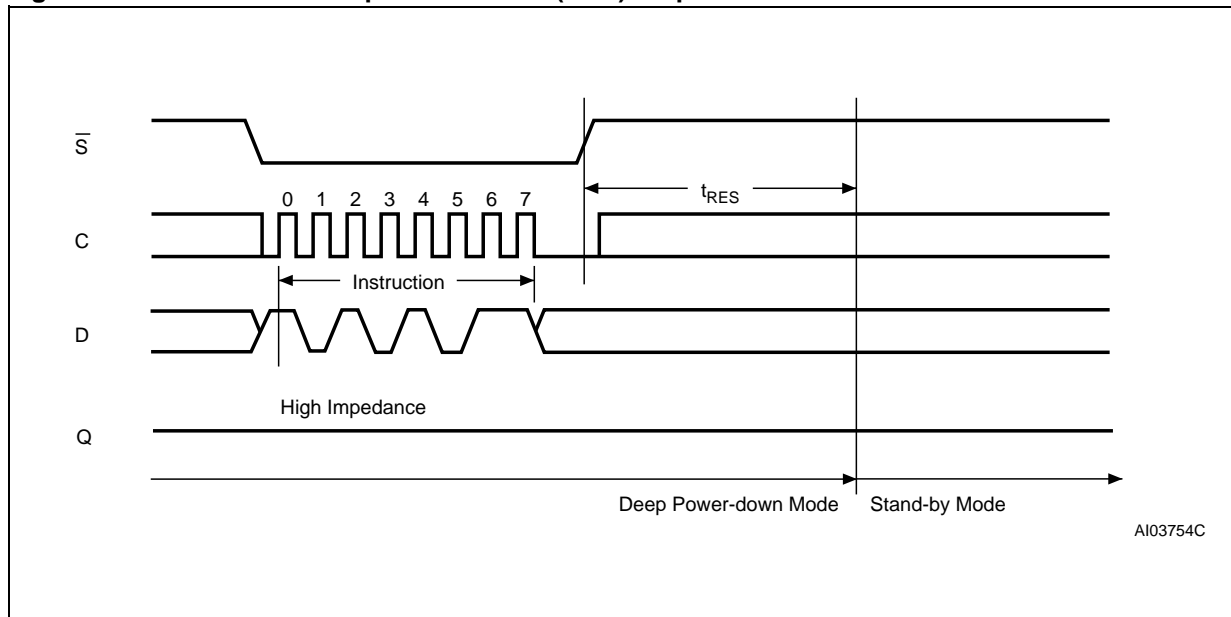 S̅
0 1 2 3 4 5 6 7
tRES
C
Instruction
D
High Impedance
Q
Deep Power-down Mode
Stand-by Mode
AI03754C